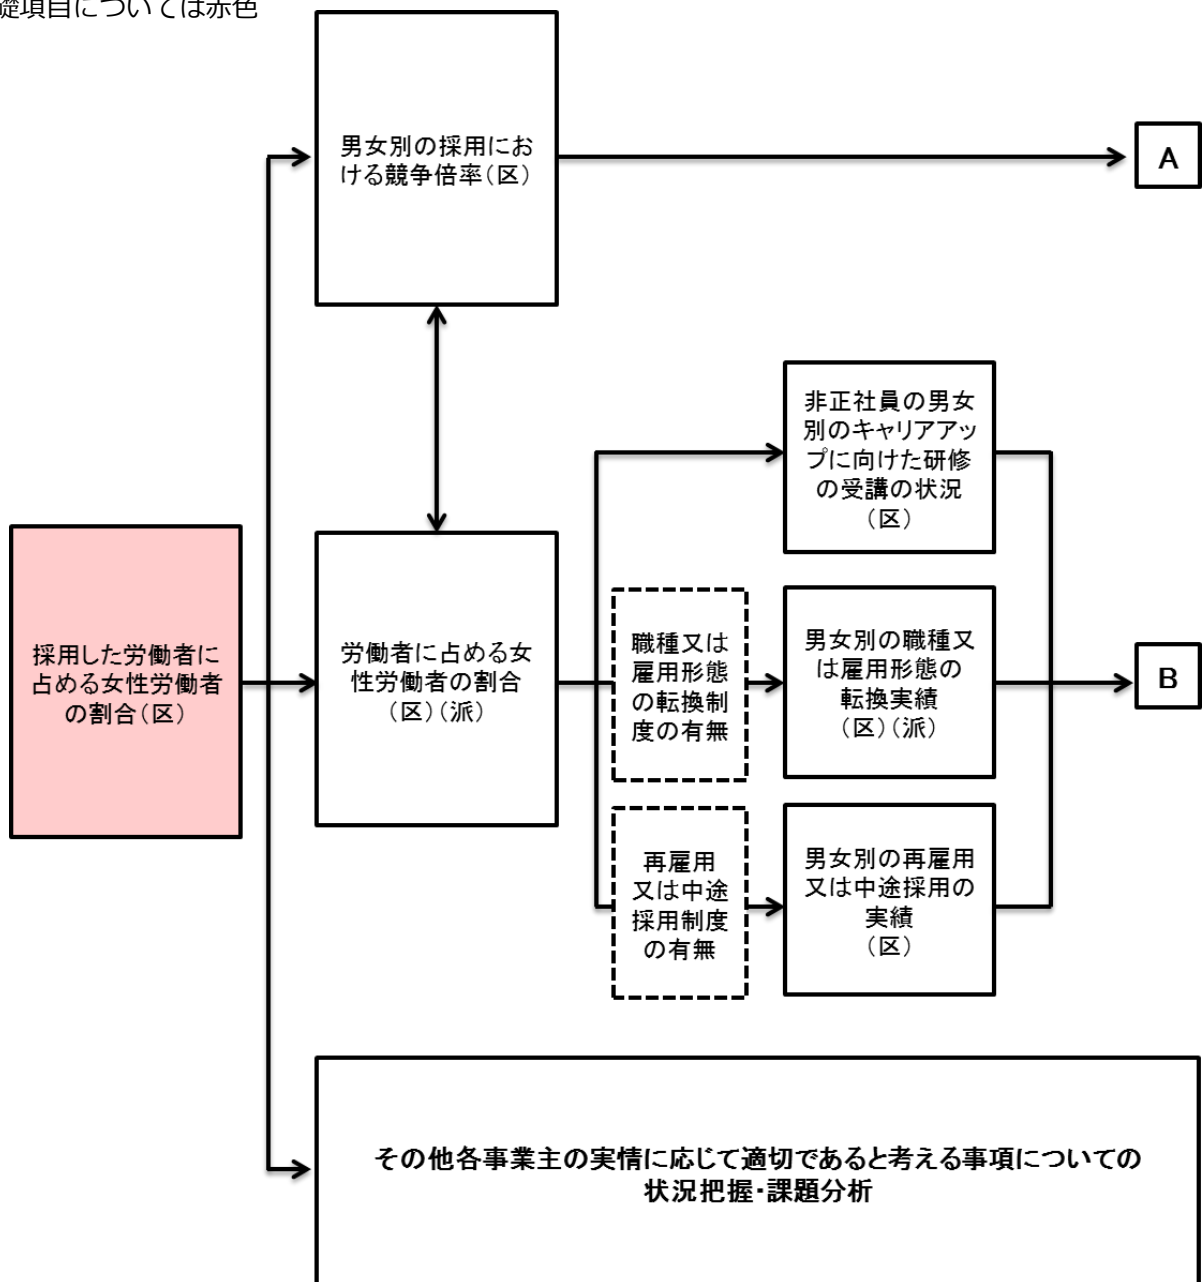 礎項目については赤色
男女別の採用にお
ける競争倍率(区)
A
非正社員の男女
別のキャリアアッ
プに向けた研修
の受講の状況
(区)
採用した労働者に
占める女性労働者
の割合(区)
労働者に占める女
性労働者の割合
(区)(派)
職種又は
雇用形態
の転換制
度の有無
男女別の職種又
は雇用形態の
転換実績
(区)(派)
B
再雇用
又は中途
採用制度
の有無
男女別の再雇用
又は中途採用の
実績
(区)
その他各事業主の実情に応じて適切であると考える事項についての
状況把握・課題分析